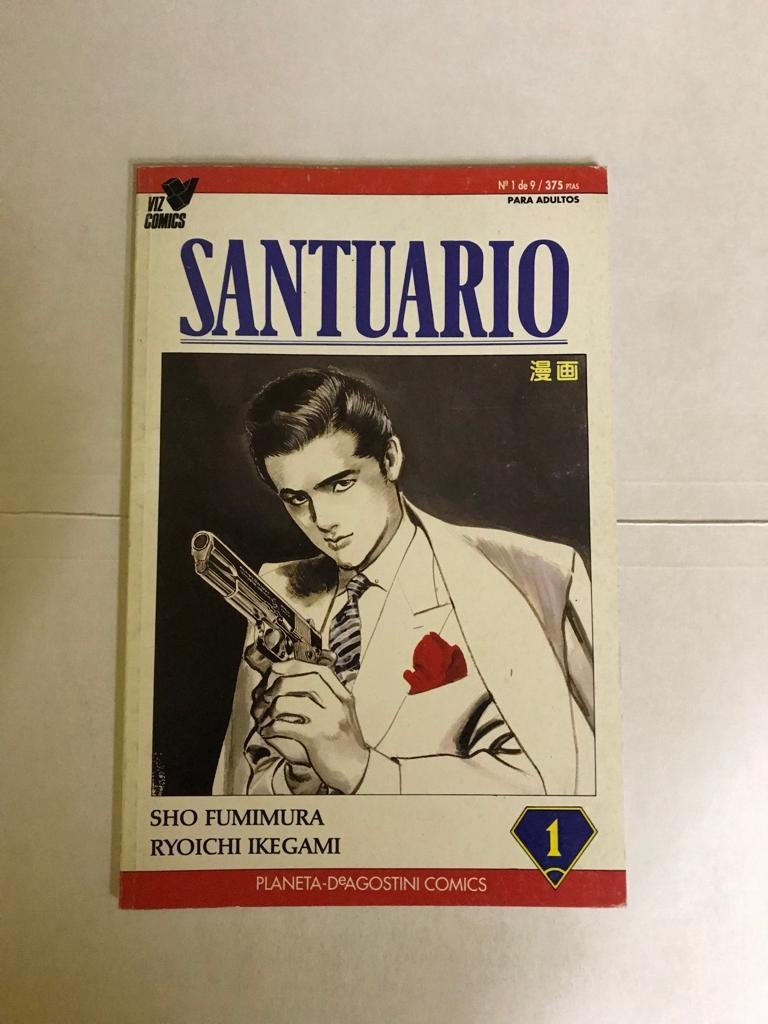 VIZ
COMICS
Nº 1 de 9 / 375 PTAS
PARA ADULTOS
SANTUARIO
漫画
SHO FUMIMURA
RYOICHI IKEGAMI
1
PLANETA-DeAGOSTINI COMICS